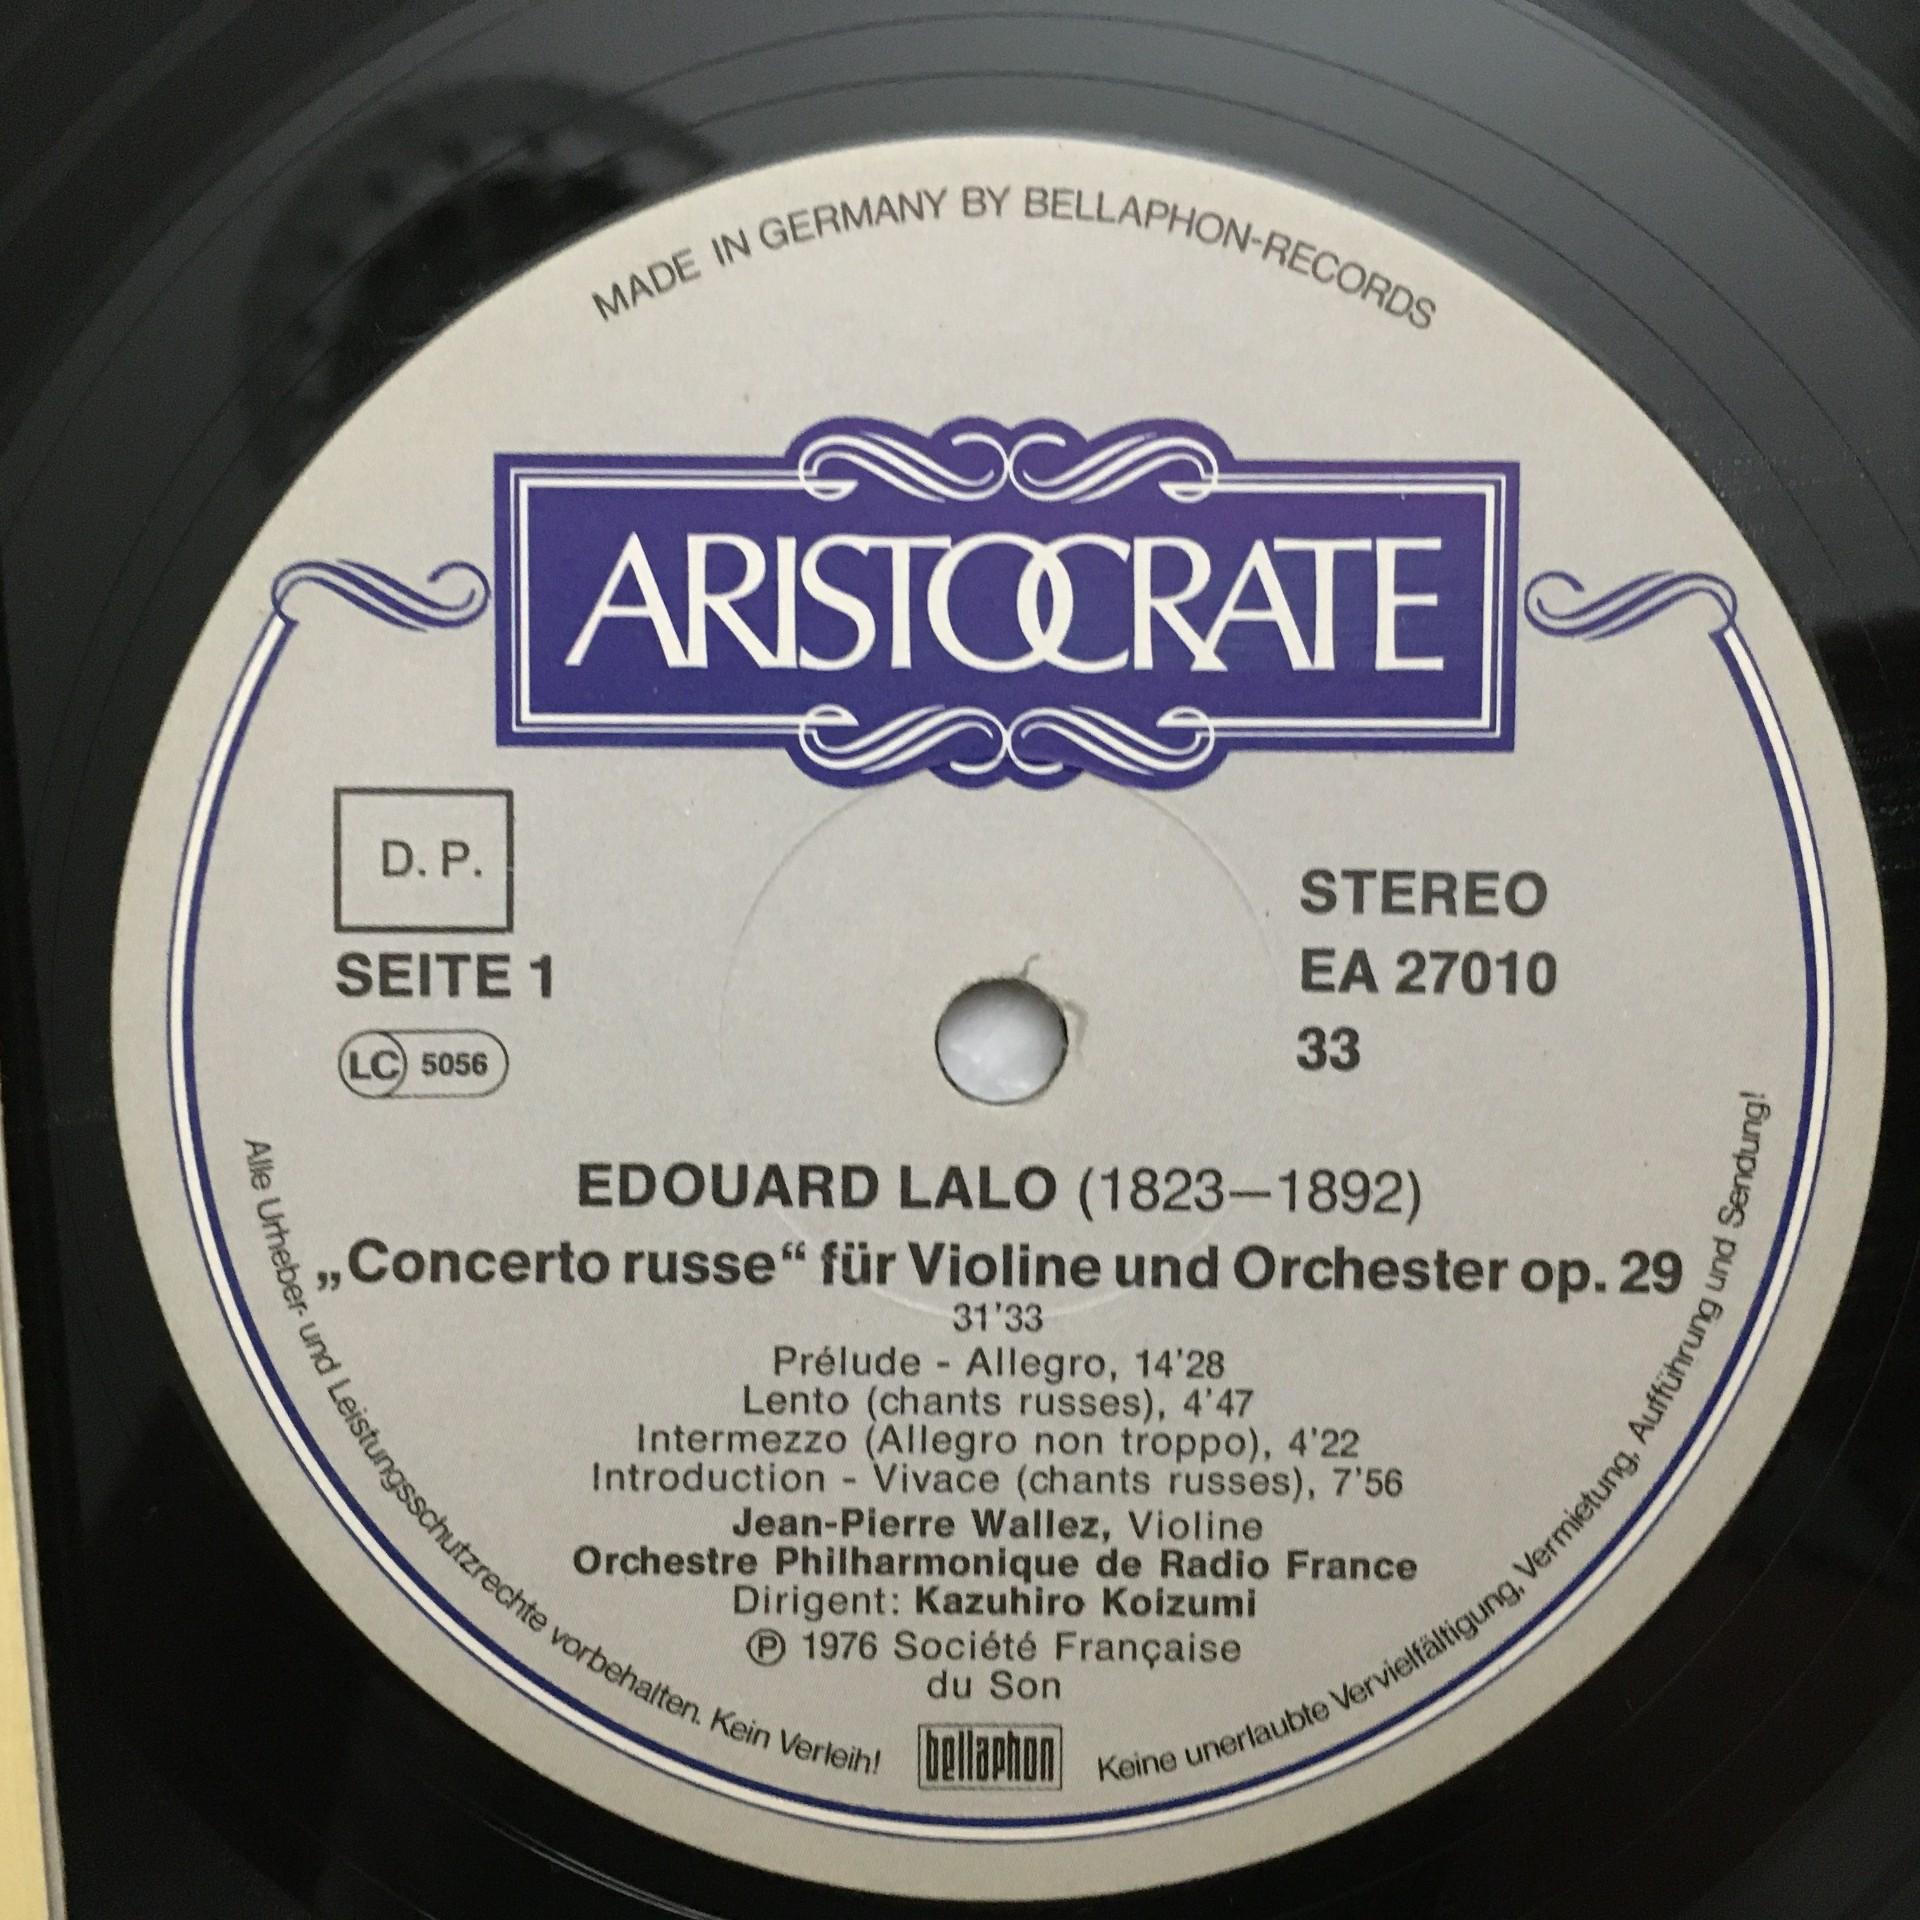 MADE IN GERMANY BY BELLAPHON-RECORDS
ARISTOCRATE
D. P.
SEITE 1
LC 5056
STEREO
EA 27010
33
EDOUARD LALO (1823—1892)
„Concerto russe“ für Violine und Orchester op. 29
31'33
Prélude - Allegro, 14'28
Lento (chants russes), 4'47
Intermezzo (Allegro non troppo), 4'22
Introduction - Vivace (chants russes), 7'56
Jean-Pierre Wallez, Violine
Orchestre Philharmonique de Radio France
Dirigent: Kazuhiro Koizumi
Ⓟ 1976 Société Française
du Son
Alle Urheber- und Leistungsschutzrechte vorbehalten. Kein Verleih!
bellaphon
Keine unerlaubte Vervielfältigung, Vermietung, Aufführung und Sendung!